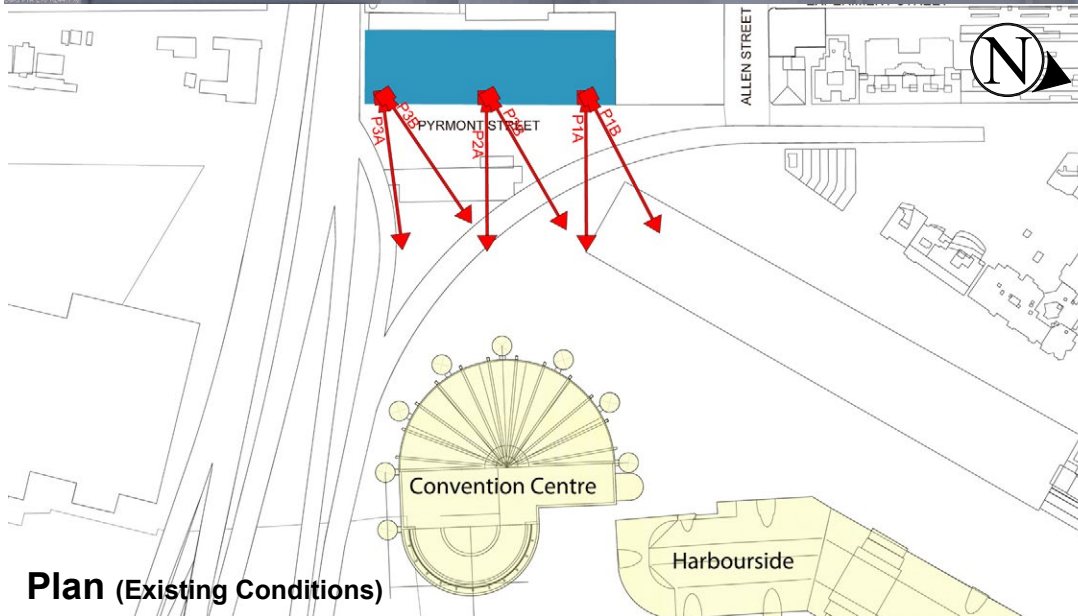 ALLEN STREET
N
P3A
P3B
PYRMONT STREET
P2A
P1A
P1B
Convention Centre
Harbourside
Plan (Existing Conditions)